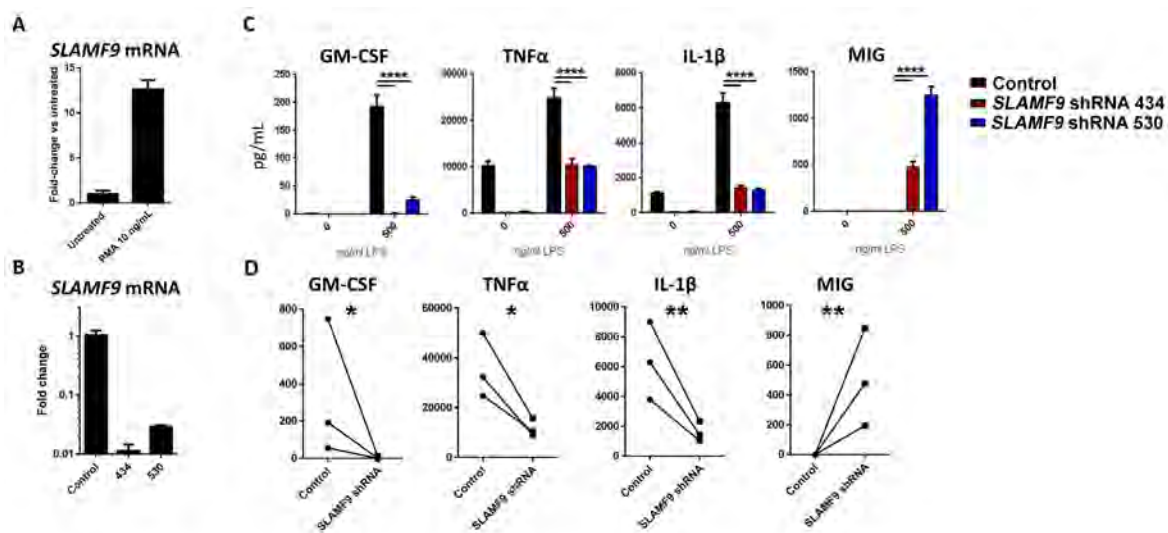 A
SLAMF9 mRNA
Fold-change vs untreated
15
10
5
0
Untreated
PMA 10 ng/mL
B
SLAMF9 mRNA
Fold change
1
0.1
0.01
Control
434
530
C
GM-CSF
TNFα
IL-1β
MIG
pg/mL
250
200
150
100
50
0
****
0
500
ng/ml LPS
30000
20000
10000
0
****
0
500
ng/ml LPS
8000
6000
4000
2000
0
****
0
500
ng/ml LPS
1500
1000
500
0
****
0
500
ng/ml LPS
Control
SLAMF9 shRNA 434
SLAMF9 shRNA 530
D
GM-CSF
TNFα
IL-1β
MIG
800
600
400
200
0
*
Control
SLAMF9 shRNA
60000
40000
20000
0
*
Control
SLAMF9 shRNA
10000
8000
6000
4000
2000
0
**
Control
SLAMF9 shRNA
1000
800
600
400
200
0
**
Control
SLAMF9 shRNA